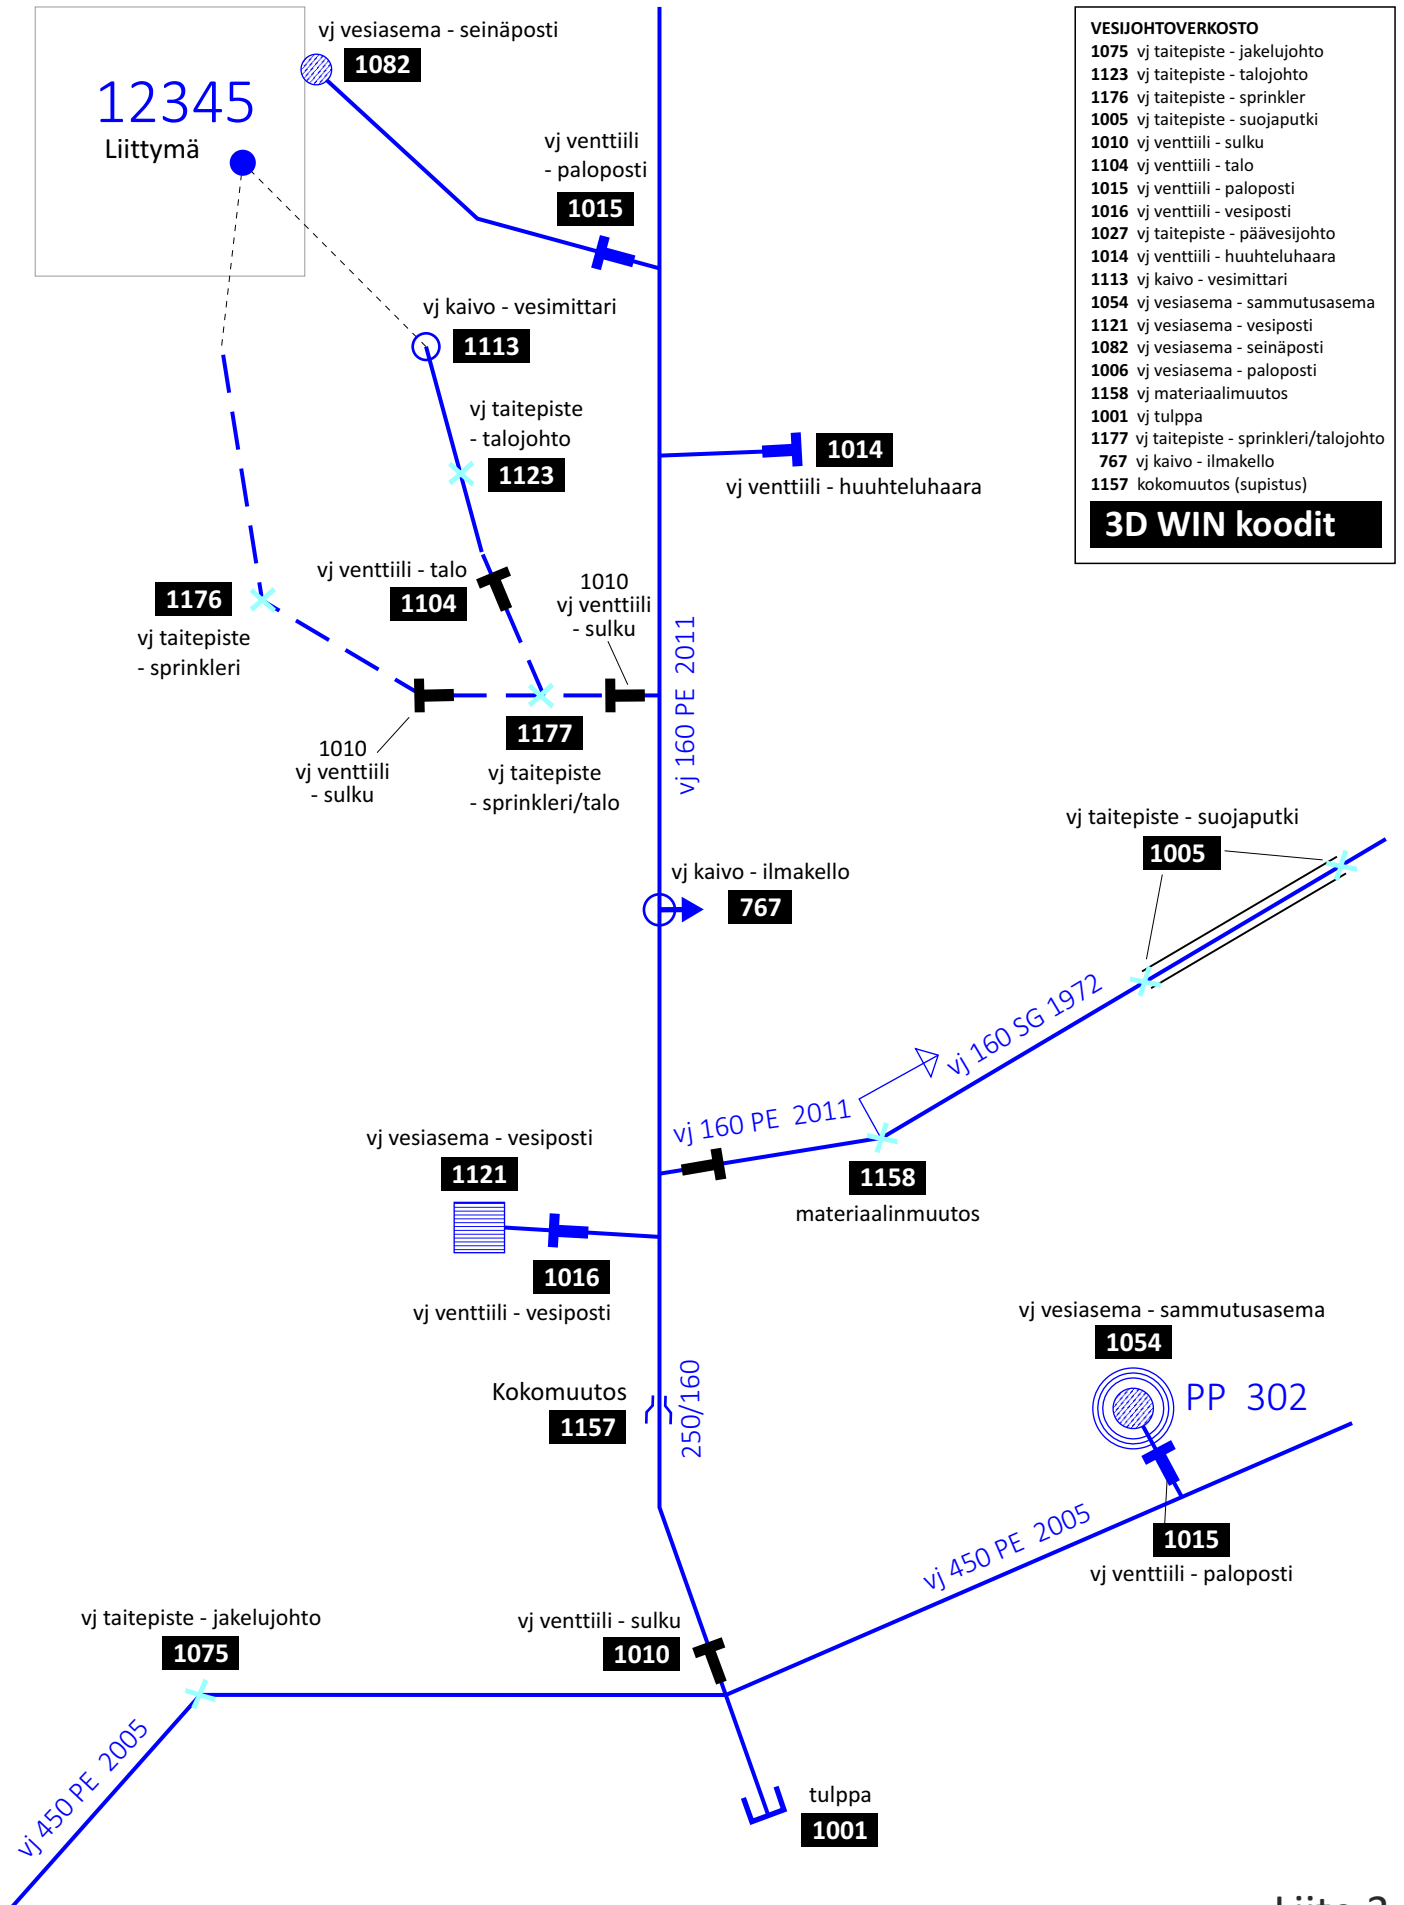 vj vesiasema - seinäposti
1082
12345
Liittymä
vj venttiili
- paloposti
1015
vj kaivo - vesimittari
1113
vj taitepiste
- talojohto
1123
1014
vj venttiili - huuhteluhaara
vj venttiili - talo
1104
1010
vj venttiili
- sulku
1176
vj taitepiste
- sprinkleri
vj 160 PE 2011
1177
vj taitepiste
- sprinkleri/talo
1010
vj venttiili
- sulku
VESIJOHTOVERKOSTO
1075 vj taitepiste - jakelujohto
1123 vj taitepiste - talojohto
1176 vj taitepiste - sprinkler
1005 vj taitepiste - suojaputki
1010 vj venttiili - sulku
1104 vj venttiili - talo
1015 vj venttiili - paloposti
1016 vj venttiili - vesiposti
1027 vj taitepiste - päävesijohto
1014 vj venttiili - huuhteluhaara
1113 vj kaivo - vesimittari
1054 vj vesiasema - sammutusasema
1121 vj vesiasema - vesiposti
1082 vj vesiasema - seinäposti
1006 vj vesiasema - paloposti
1158 vj materiaalimuutos
1001 vj tulppa
1177 vj taitepiste - sprinkleri/talojohto
767 vj kaivo - ilmakello
1157 kokomuutos (supistus)
3D WIN koodit
vj taitepiste - suojaputki
1005
vj kaivo - ilmakello
767
vj 160 SG 1972
vj 160 PE 2011
1158
materiaalinmuutos
vj vesiasema - vesiposti
1121
1016
vj venttiili - vesiposti
vj vesiasema - sammutusasema
1054
PP 302
Kokomuutos
1157
250/160
1015
vj venttiili - paloposti
vj 450 PE 2005
vj taitepiste - jakelujohto
1075
vj venttiili - sulku
1010
vj 450 PE 2005
tulppa
1001